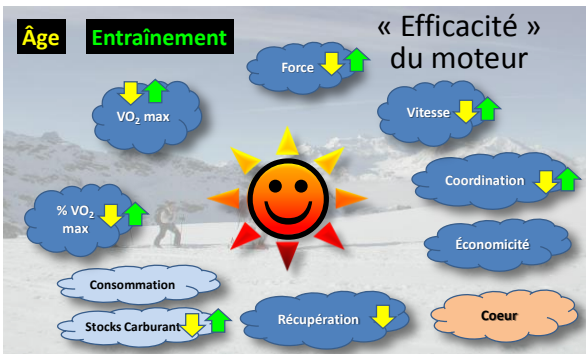 Âge
Entraînement
« Efficacité »
du moteur
Force
VO₂ max
Vitesse
Coordination
% VO₂
max
Économicité
Consommation
Stocks Carburant
Récupération
Coeur